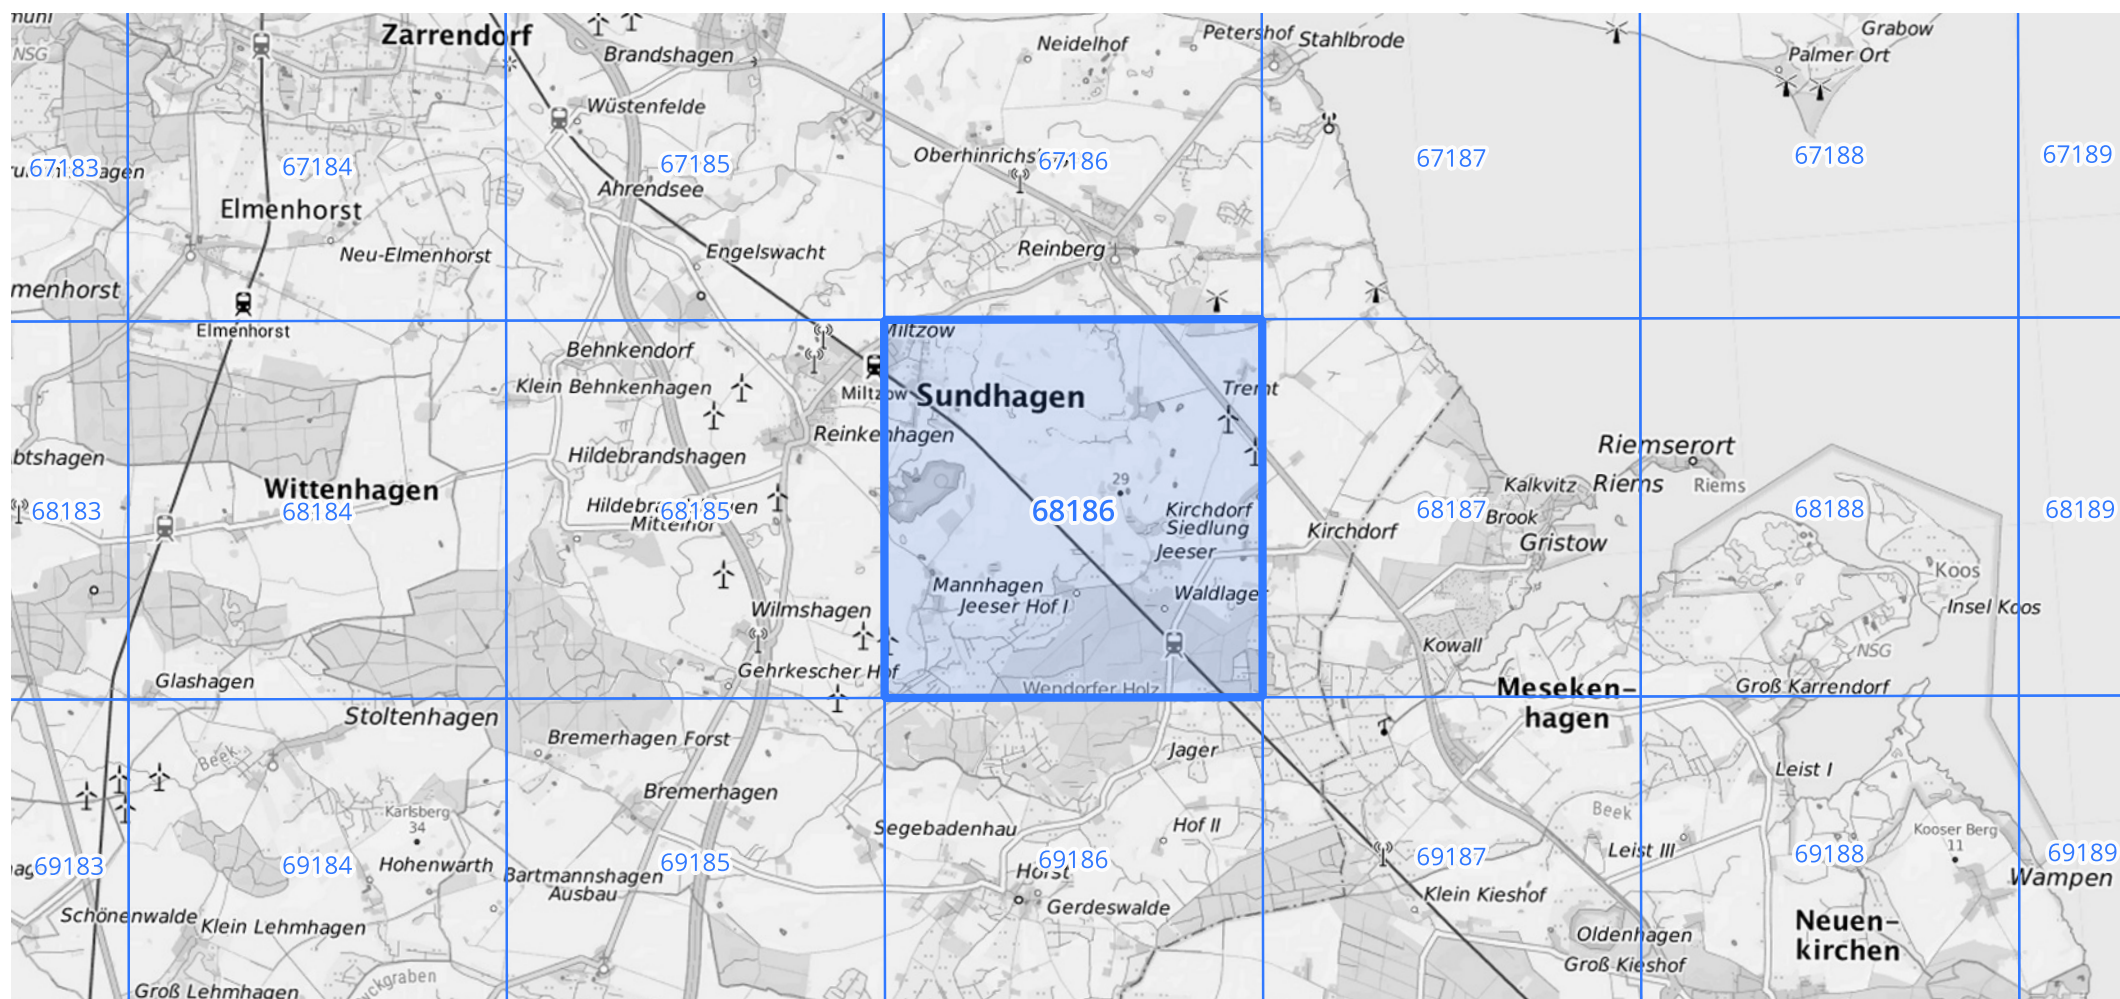 Zarrendorf
Brandshagen
Neidelhof
Petershof
Stahlbrode
Grabow
Palmer Ort
NSG
Wüstenfelde
67183
67184
67185
Oberhinrichs
67186
67187
67188
67189
Ahrendsee
Elmenhorst
Neu-Elmenhorst
Engelswacht
Reinberg
menhorst
Elmenhorst
Miltzow
Behnkendorf
Klein Behnkenhagen
Miltzow
Sundhagen
Tremt
Reinkenhagen
Riemserort
btshagen
Hildebrandshagen
Wittenhagen
Kalkvitz
Riems
Riems
29
68183
68184
68185
Mittelhof
68186
Kirchdorf
Siedlung
Jeeser
Kirchdorf
68187
Brook
Gristow
68188
68189
Mannhagen
Jeeser Hof I
Waldlager
Koos
Insel Koos
Wilmshagen
Kowall
NSG
Gehrkescher Hof
Glashagen
Wendorfer Holz
Meseken-
hagen
Groß Karrendorf
Stoltenhagen
Beek
Bremerhagen Forst
Jager
Leist I
Bremerhagen
Karlsberg
34
Segebadenhau
Hof II
Beek
Kooser Berg
11
69183
69184
Hohenwarth
69185
69186
69187
Leist III
69188
69189
Bartmannshagen
Ausbau
Horst
Wampen
Klein Kieshof
Gerdeswalde
Schönenwalde
Klein Lehmhagen
Oldenhagen
Neuen-
kirchen
Groß Kieshof
Groß Lehmhagen